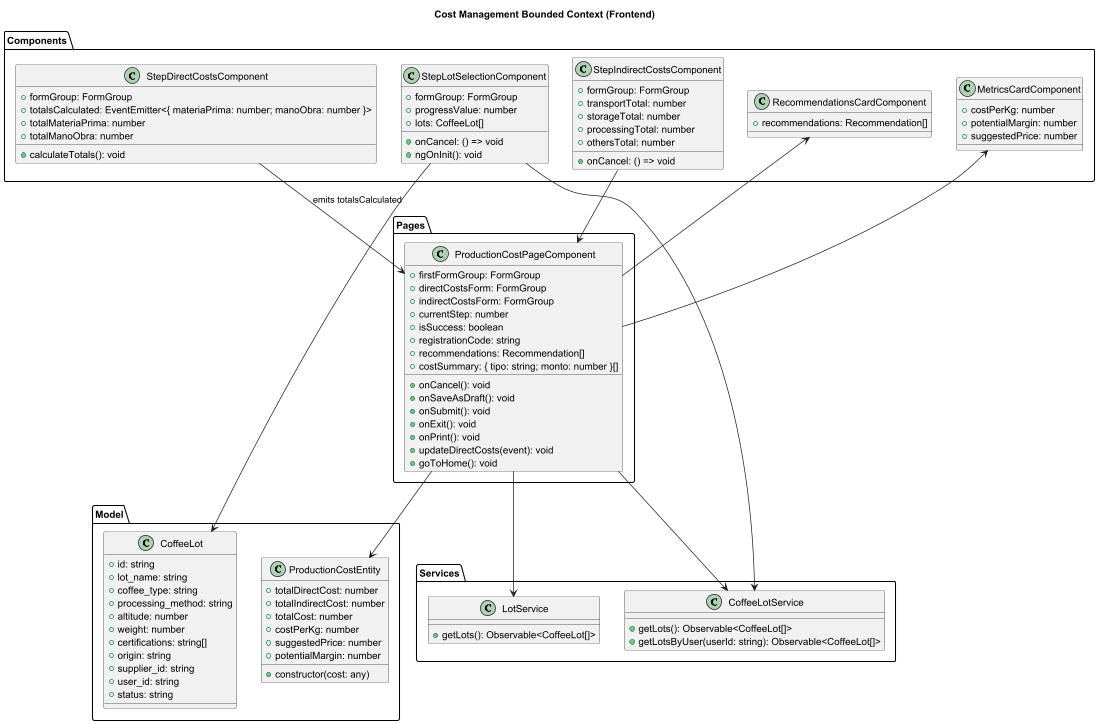 Cost Management Bounded Context (Frontend)
Components
C StepDirectCostsComponent
formGroup: FormGroup
totalsCalculated: EventEmitter<{ materiaPrima: number; manoObra: number }>
totalMateriaPrima: number
totalManoObra: number
calculateTotals(): void
C StepLotSelectionComponent
formGroup: FormGroup
progressValue: number
lots: CoffeeLot[]
onCancel: () => void
ngOnInit(): void
C StepIndirectCostsComponent
formGroup: FormGroup
transportTotal: number
storageTotal: number
processingTotal: number
othersTotal: number
onCancel: () => void
C RecommendationsCardComponent
recommendations: Recommendation[]
C MetricsCardComponent
costPerKg: number
potentialMargin: number
suggestedPrice: number
emits totalsCalculated
Pages
C ProductionCostPageComponent
firstFormGroup: FormGroup
directCostsForm: FormGroup
indirectCostsForm: FormGroup
currentStep: number
isSuccess: boolean
registrationCode: string
recommendations: Recommendation[]
costSummary: { tipo: string; monto: number }[]
onCancel(): void
onSaveAsDraft(): void
onSubmit(): void
onExit(): void
onPrint(): void
updateDirectCosts(event): void
goToHome(): void
Model
C CoffeeLot
id: string
lot_name: string
coffee_type: string
processing_method: string
altitude: number
weight: number
certifications: string[]
origin: string
supplier_id: string
user_id: string
status: string
C ProductionCostEntity
totalDirectCost: number
totalIndirectCost: number
totalCost: number
costPerKg: number
suggestedPrice: number
potentialMargin: number
constructor(cost: any)
Services
C LotService
getLots(): Observable<CoffeeLot[]>
C CoffeeLotService
getLots(): Observable<CoffeeLot[]>
getLotsByUser(userId: string): Observable<CoffeeLot[]>